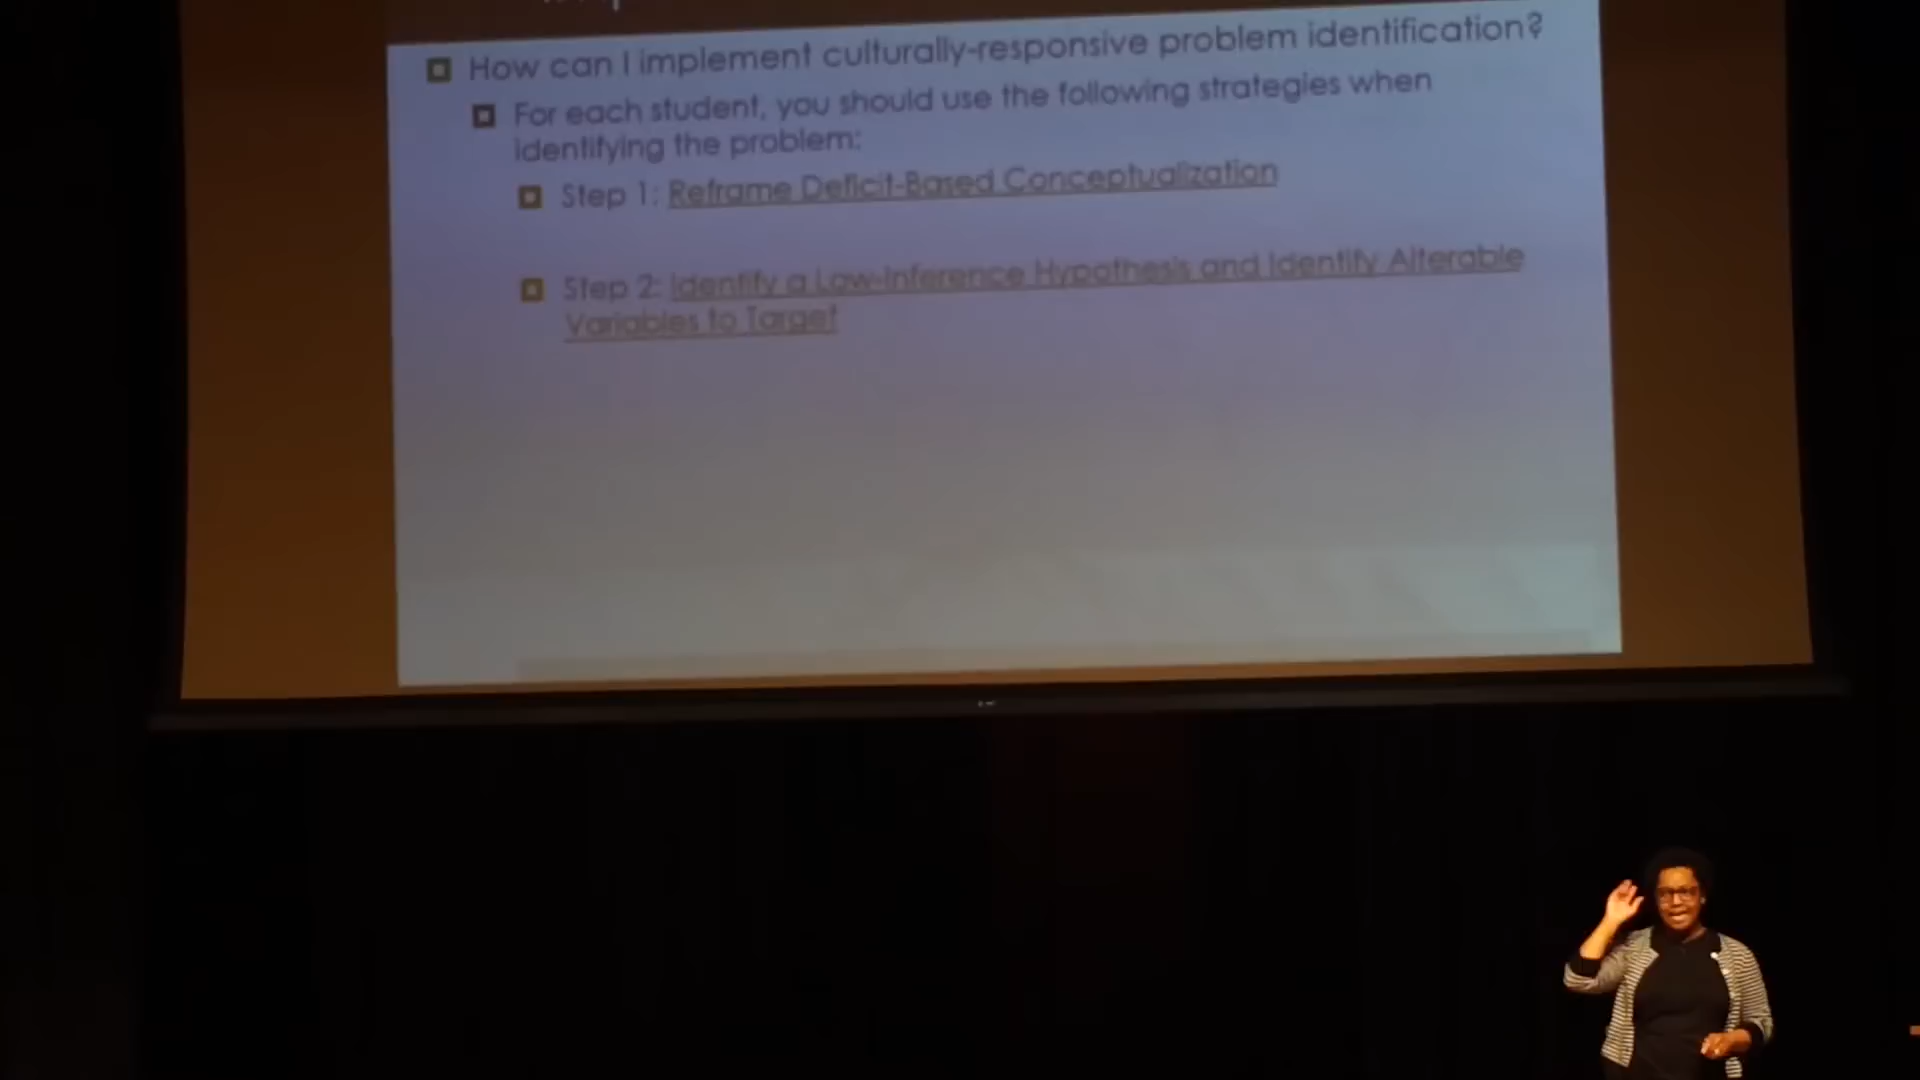 How can I implement culturally-responsive problem identification?
For each student, you should use the following strategies when
identifying the problem:
Step 1: Reframe Deficit-Based Conceptualization
Step 2: Identify a Low-Inference Hypothesis and Identify Alterable
Variables to Target